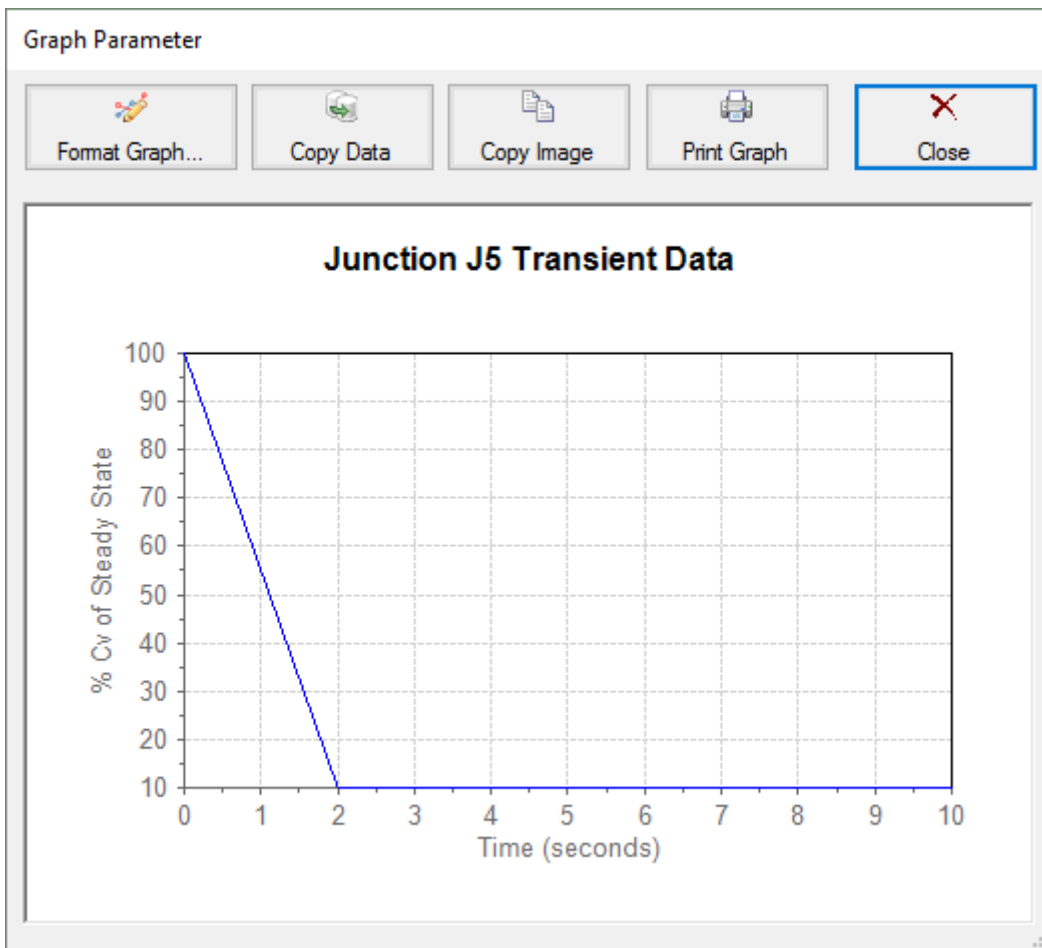 Graph Parameter
Format Graph... Copy Data Copy Image Print Graph Close
Junction J5 Transient Data
% Cv of Steady State
100
90
80
70
60
50
40
30
20
10
0 1 2 3 4 5 6 7 8 9 10
Time (seconds)